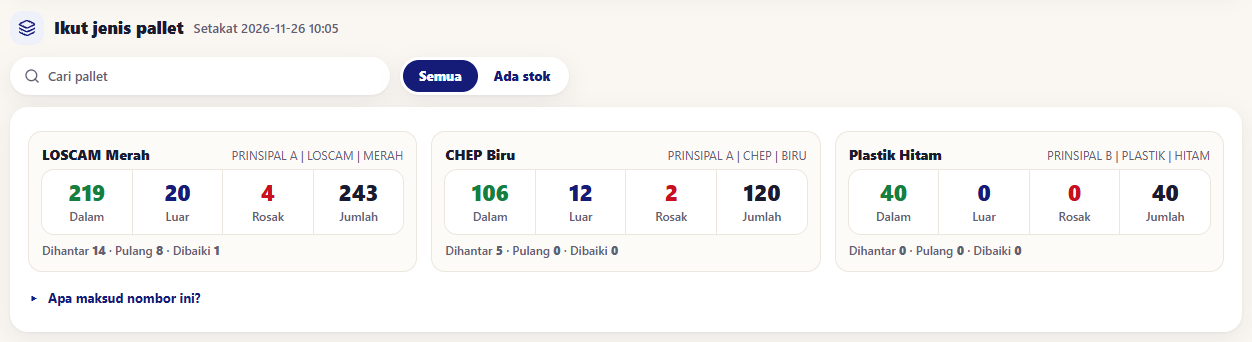 Ikut jenis pallet Setakat 2026-11-26 10:05
Cari pallet
Semua Ada stok
LOSCAM Merah PRINSIPAL A | LOSCAM | MERAH
219 20 4 243
Dalam Luar Rosak Jumlah
Dihantar 14 · Pulang 8 · Dibaiki 1
CHEP Biru PRINSIPAL A | CHEP | BIRU
106 12 2 120
Dalam Luar Rosak Jumlah
Dihantar 5 · Pulang 0 · Dibaiki 0
Plastik Hitam PRINSIPAL B | PLASTIK | HITAM
40 0 0 40
Dalam Luar Rosak Jumlah
Dihantar 0 · Pulang 0 · Dibaiki 0
Apa maksud nombor ini?